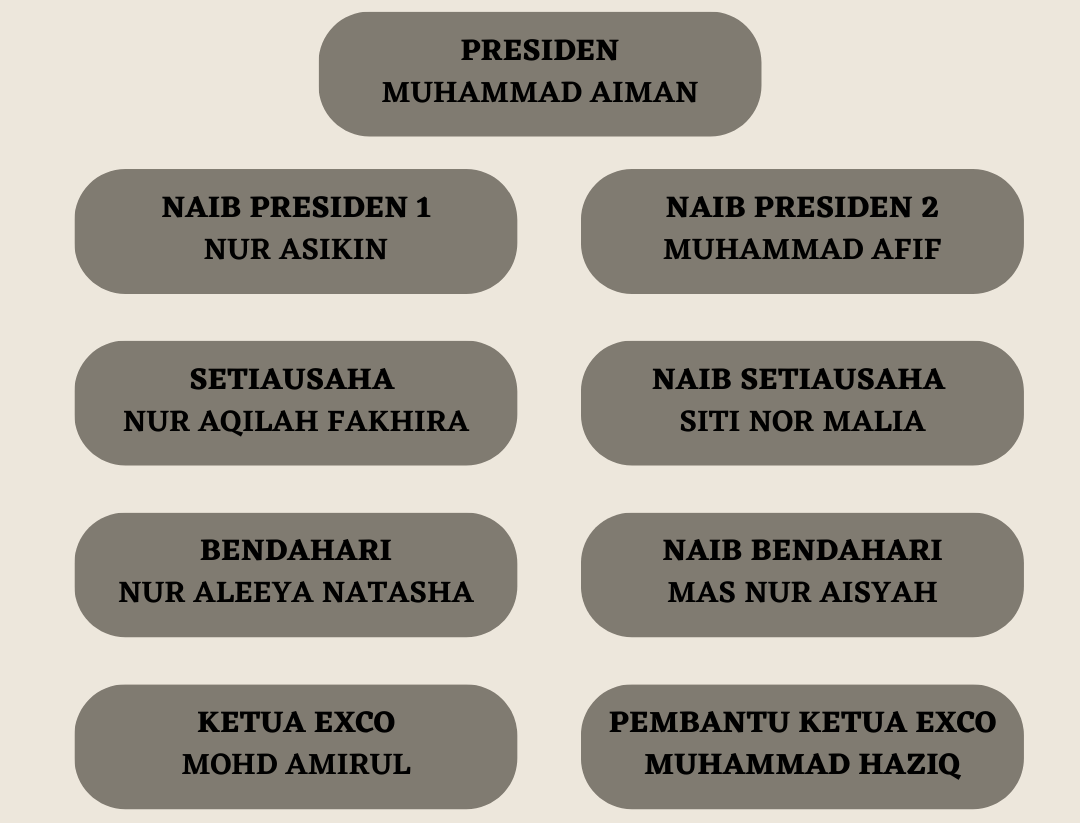 PRESIDEN
MUHAMMAD AIMAN
NAIB PRESIDEN 1
NUR ASIKIN
NAIB PRESIDEN 2
MUHAMMAD AFIF
SETIAUSAHA
NUR AQILAH FAKHIRA
NAIB SETIAUSAHA
SITI NOR MALIA
BENDAHARI
NUR ALEEYA NATASHA
NAIB BENDAHARI
MAS NUR AISYAH
KETUA EXCO
MOHD AMIRUL
PEMBANTU KETUA EXCO
MUHAMMAD HAZIQ